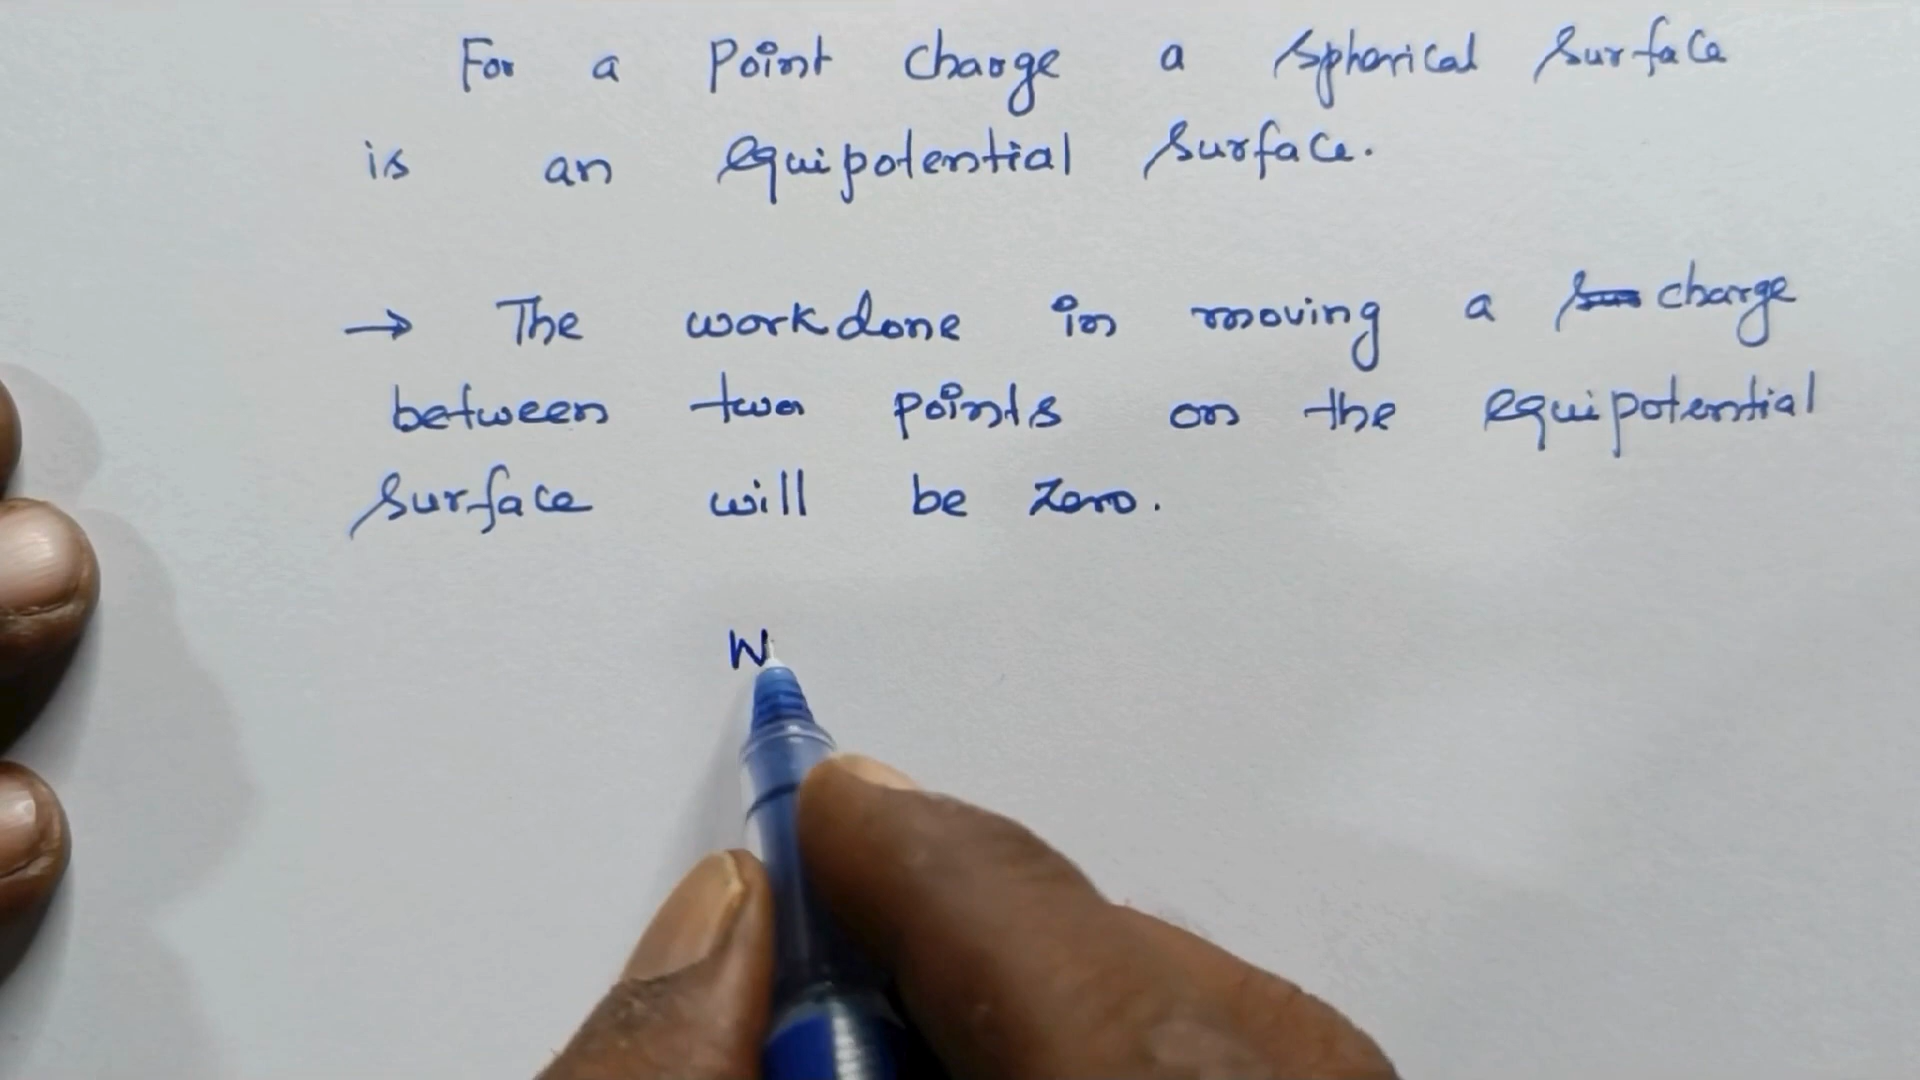 For a point charge a spherical surface
is an equipotential surface.
→ The workdone in moving a charge
between two points on the equipotential
surface will be zero.
W